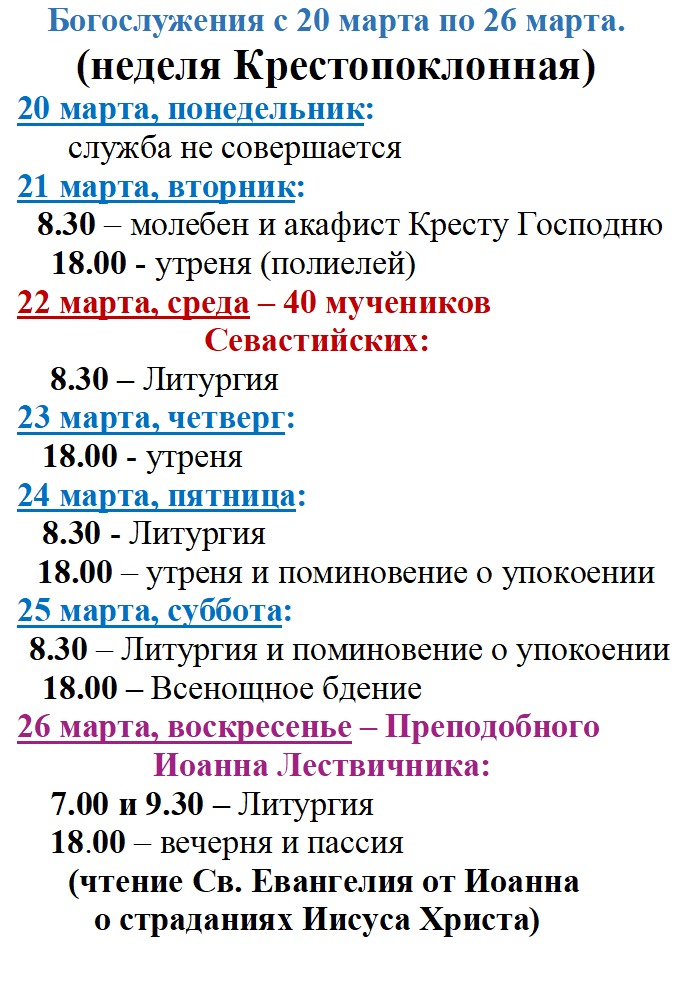 Богослужения с 20 марта по 26 марта.
(неделя Крестопоклонная)
20 марта, понедельник:
служба не совершается
21 марта, вторник:
8.30 – молебен и акафист Кресту Господню
18.00 - утреня (полиелей)
22 марта, среда – 40 мучеников
Севастийских:
8.30 – Литургия
23 марта, четверг:
18.00 - утреня
24 марта, пятница:
8.30 - Литургия
18.00 – утреня и поминовение о упокоении
25 марта, суббота:
8.30 – Литургия и поминовение о упокоении
18.00 – Всенощное бдение
26 марта, воскресенье – Преподобного
Иоанна Лествичника:
7.00 и 9.30 – Литургия
18.00 – вечерня и пассия
(чтение Св. Евангелия от Иоанна
о страданиях Иисуса Христа)